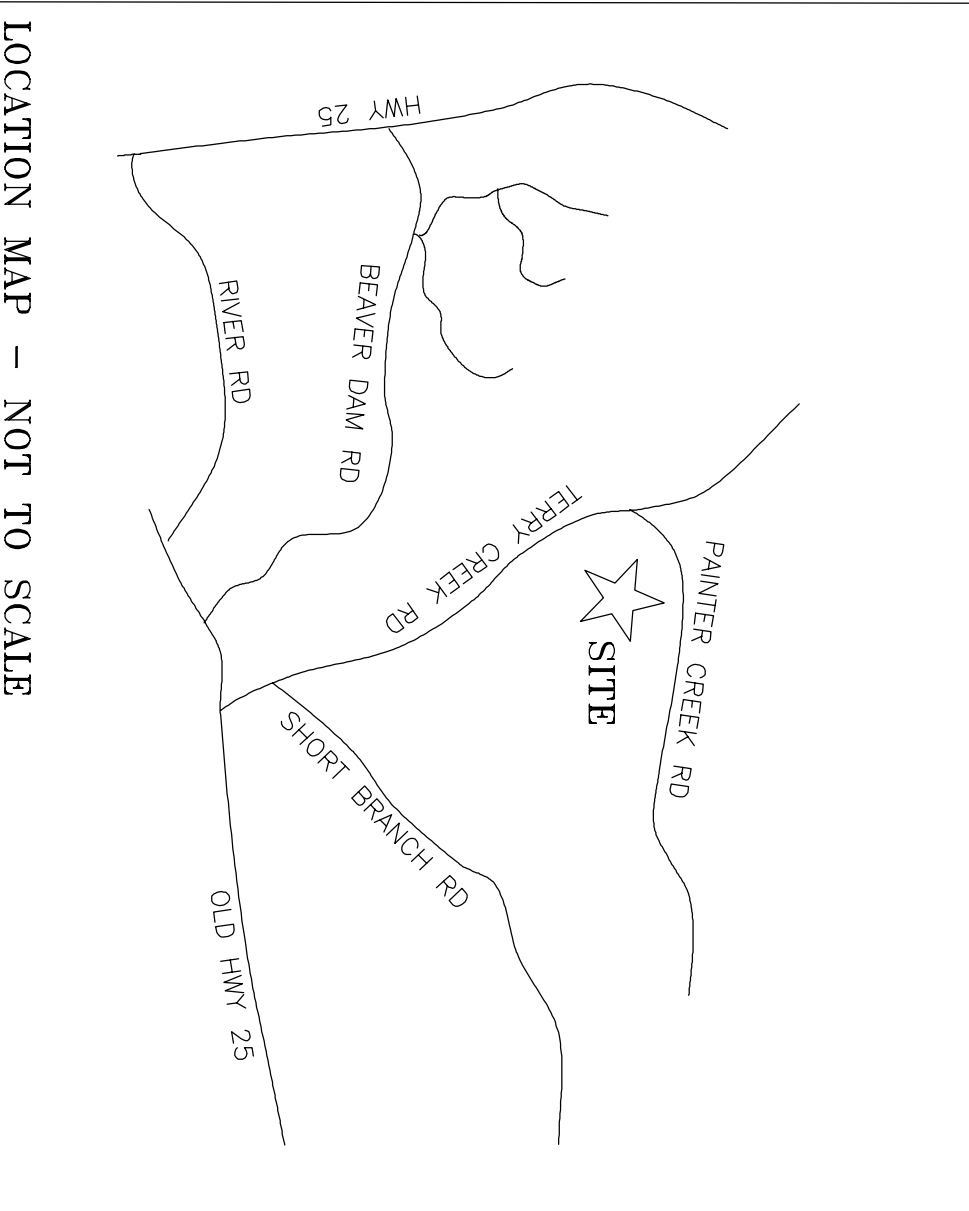 HWY 25
PAINTER CREEK RD
SITE
TERRY CREEK RD
BEAVER DAM RD
RIVER RD
SHORT BRANCH RD
OLD HWY 25
LOCATION MAP - NOT TO SCALE